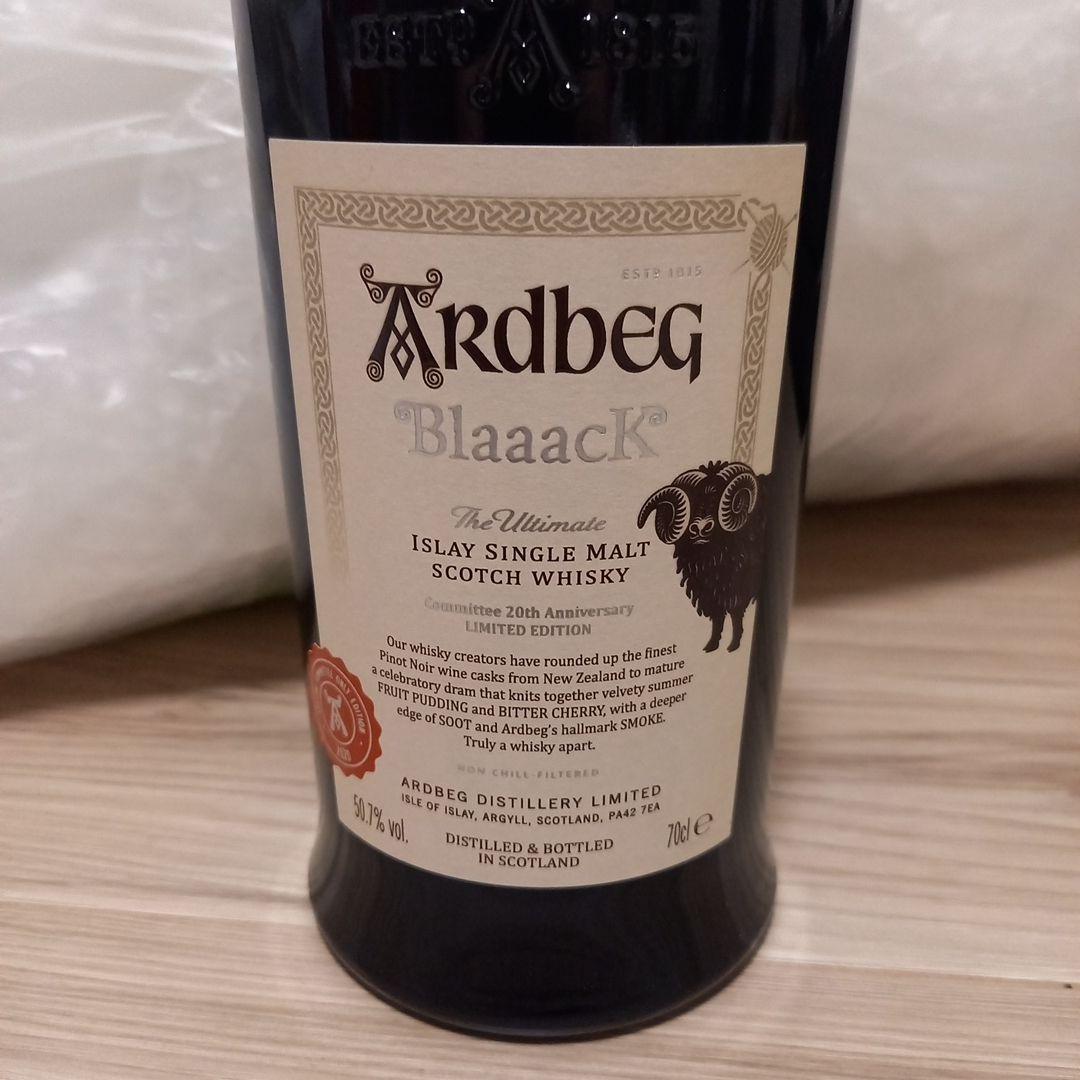 ESTD 1815
ESTD 1815
ARDBEG
BlaaacK
The Ultimate
ISLAY SINGLE MALT
SCOTCH WHISKY
Committee 20th Anniversary
LIMITED EDITION
Our whisky creators have rounded up the finest
Pinot Noir wine casks from New Zealand to mature
a celebratory dram that knits together velvety summer
FRUIT PUDDING and BITTER CHERRY, with a deeper
edge of SOOT and Ardbeg's hallmark SMOKE.
Truly a whisky apart.
NON CHILL-FILTERED
ARDBEG DISTILLERY LIMITED
ISLE OF ISLAY, ARGYLL, SCOTLAND, PA42 7EA
50.7% vol.
DISTILLED & BOTTLED
IN SCOTLAND
70cl ℮
ONLY EDITION
A